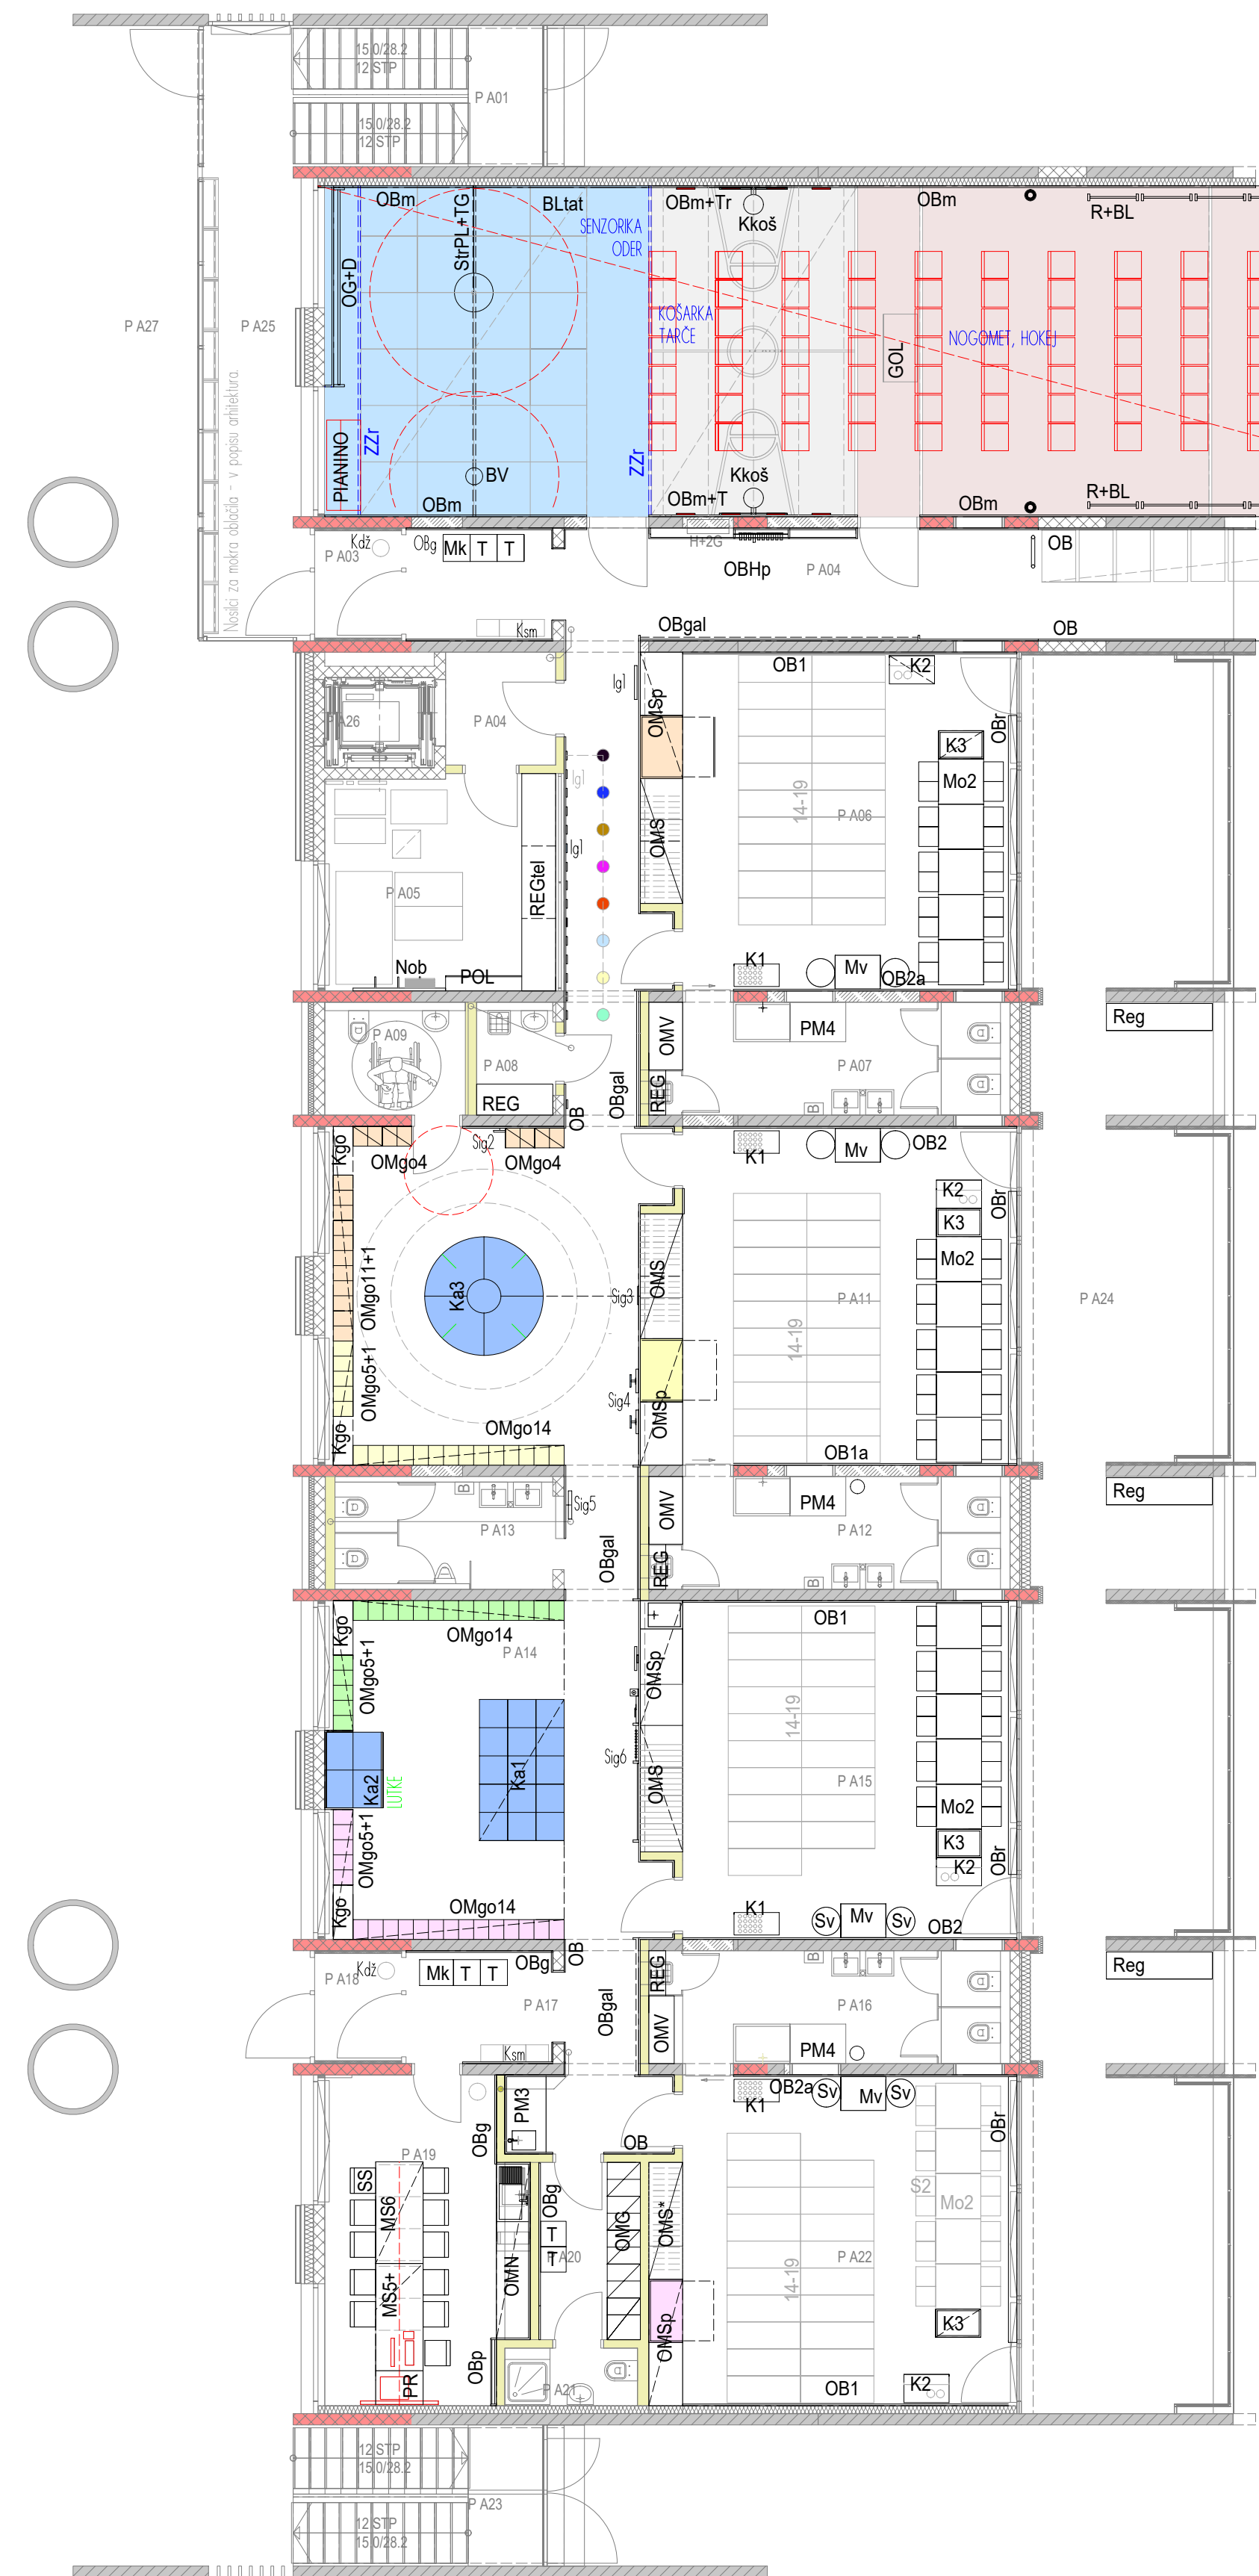 15.0/28.2
12 STP
P A01
15.0/28.2
12 STP
OBm
StrPL+TG
BLtat
OBm+Tr
Kkoš
OBm
R+BL
SENZORIKA
ODER
OG+D
KOŠARKA
TARČE
NOGOMET, HOKEJ
GOL
P A27
P A25
Nosilci za mokra oblačila - v popisu arhitektura.
PIANINO
ZZr
ZZr
BV
Kkoš
OBm
OBm+T
OBm
R+BL
Kdž
P A03
OBg
Mk
T
T
H+2G
OBHp
P A04
OB
Ksm
OBgal
OB
P A26
P A04
Ig1
OMSp
OB1
K2
OBr
K3
Mo2
Ig1
Ig1
OMS
14-19
P A06
P A05
REGtel
Nob
POL
K1
Mv
OB2a
P A09
P A08
REG
OB
OBgal
OMV
REG
PM4
P A07
B
Reg
Kgo
OMgo4
Sig2
OMgo4
K1
Mv
OB2
K2
OBr
K3
Mo2
OMgo11+1
Ka3
Sig3
OMS
14-19
P A11
P A24
OMgo5+1
Sig4
OMSp
Kgo
OMgo14
OB1a
B
Sig5
P A13
OBgal
OMV
REG
PM4
P A12
B
Reg
Kgo
OMgo14
P A14
OMgo5+1
OMSp
OB1
14-19
Sig6
Ka2
LUTKE
Ka1
OMS
P A15
Mo2
K3
K2
OBr
OMgo5+1
Kgo
OMgo14
K1
Sv
Mv
Sv
OB2
P A18
Kdž
Mk
T
T
OBg
OB
P A17
Ksm
OBgal
REG
OMV
B
P A16
PM4
Reg
P A19
OBg
PM3
OB
K1
OB2a
Sv
Mv
Sv
OBr
SS
MS6
MS5+
PR
OMN
OBp
OBg
T
T
P A20
OMG
OMS*
OMSp
P A21
14-19
P A22
S2
Mo2
K3
K2
OB1
12 STP
15.0/28.2
P A23
12 STP
15.0/28.2